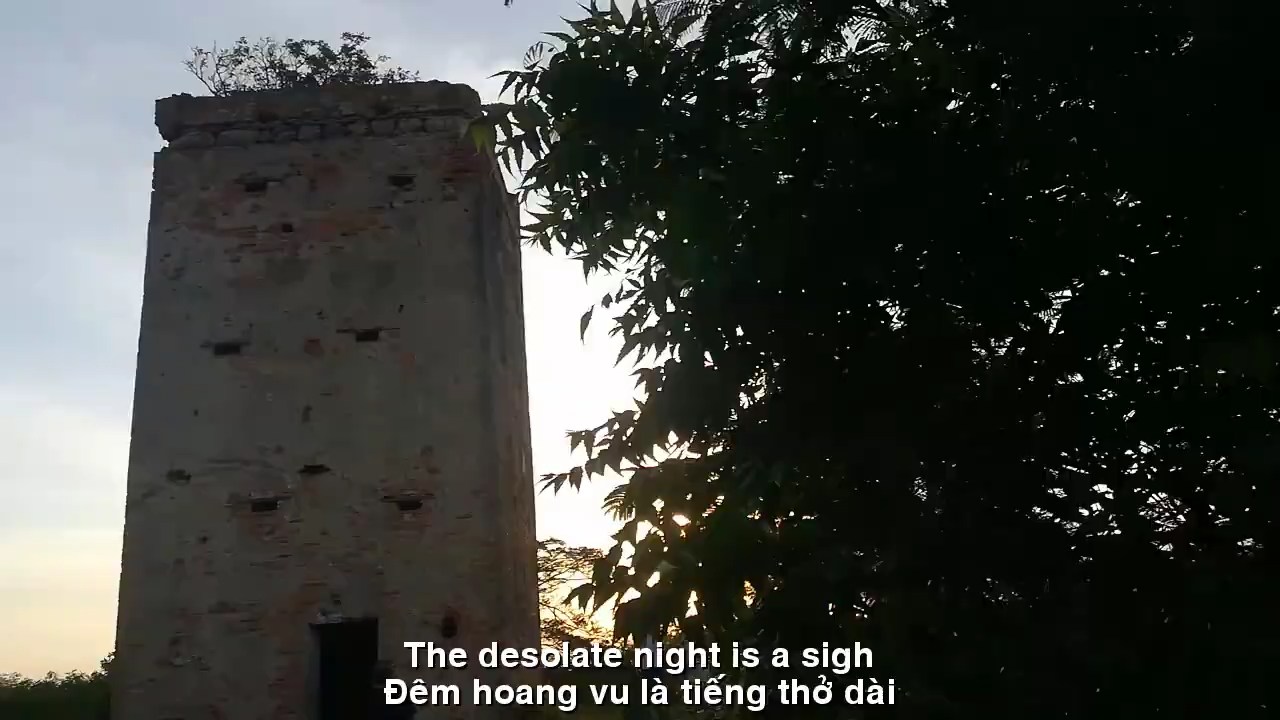 The desolate night is a sigh
Đêm hoang vu là tiếng thở dài